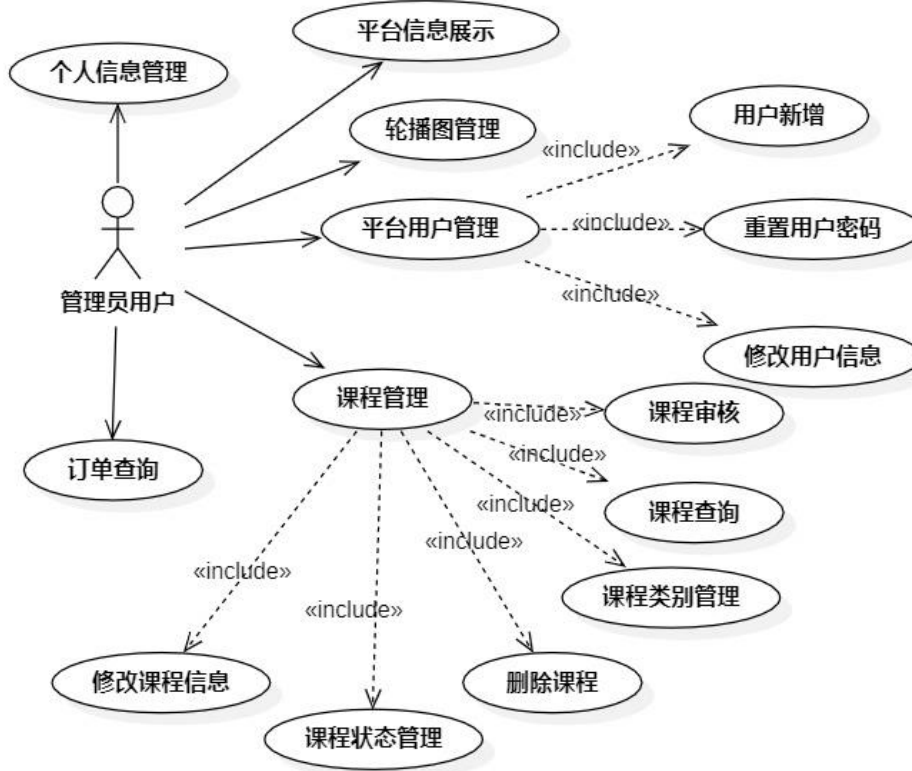 平台信息展示
个人信息管理
轮播图管理
用户新增
«include»
平台用户管理
«include»
重置用户密码
管理员用户
«include»
修改用户信息
课程管理
«include»
课程审核
订单查询
«include»
课程查询
«include»
«include»
«include»
课程类别管理
«include»
修改课程信息
删除课程
课程状态管理